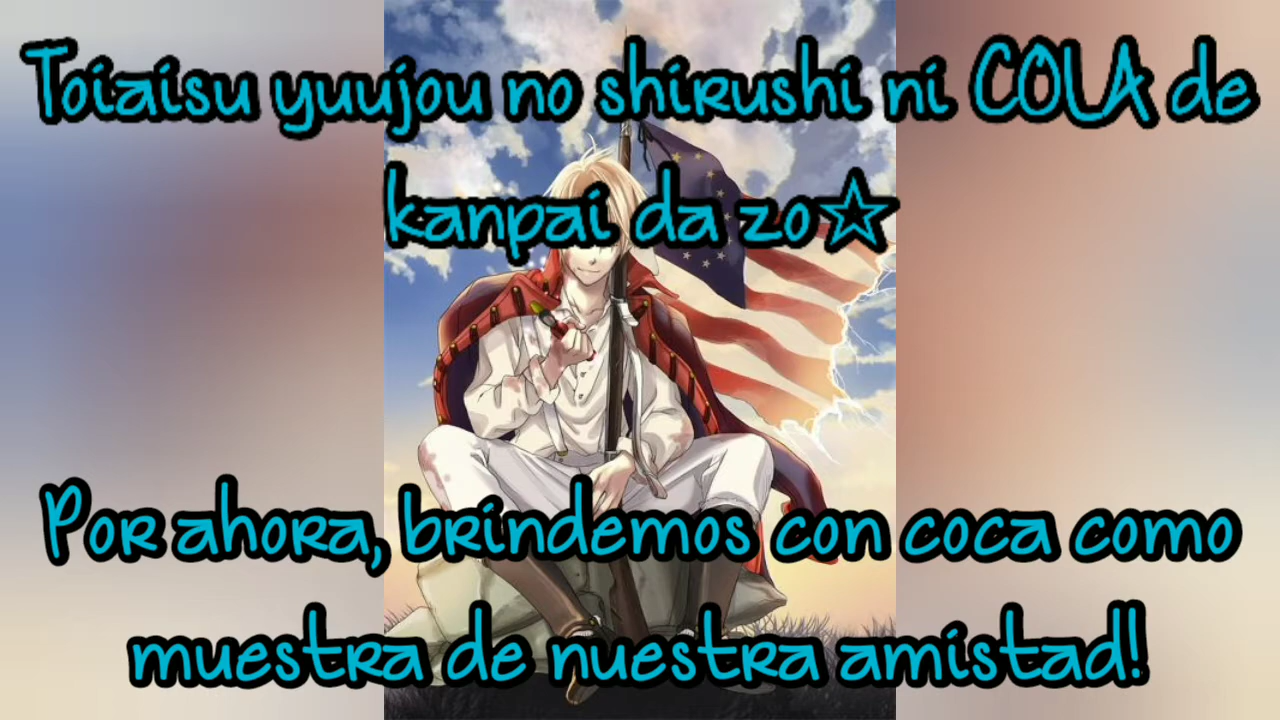 Toiaisu yuujou no shirushi ni COLA de
kanpai da zo☆
Por ahora, brindemos con coca como
muestra de nuestra amistad!